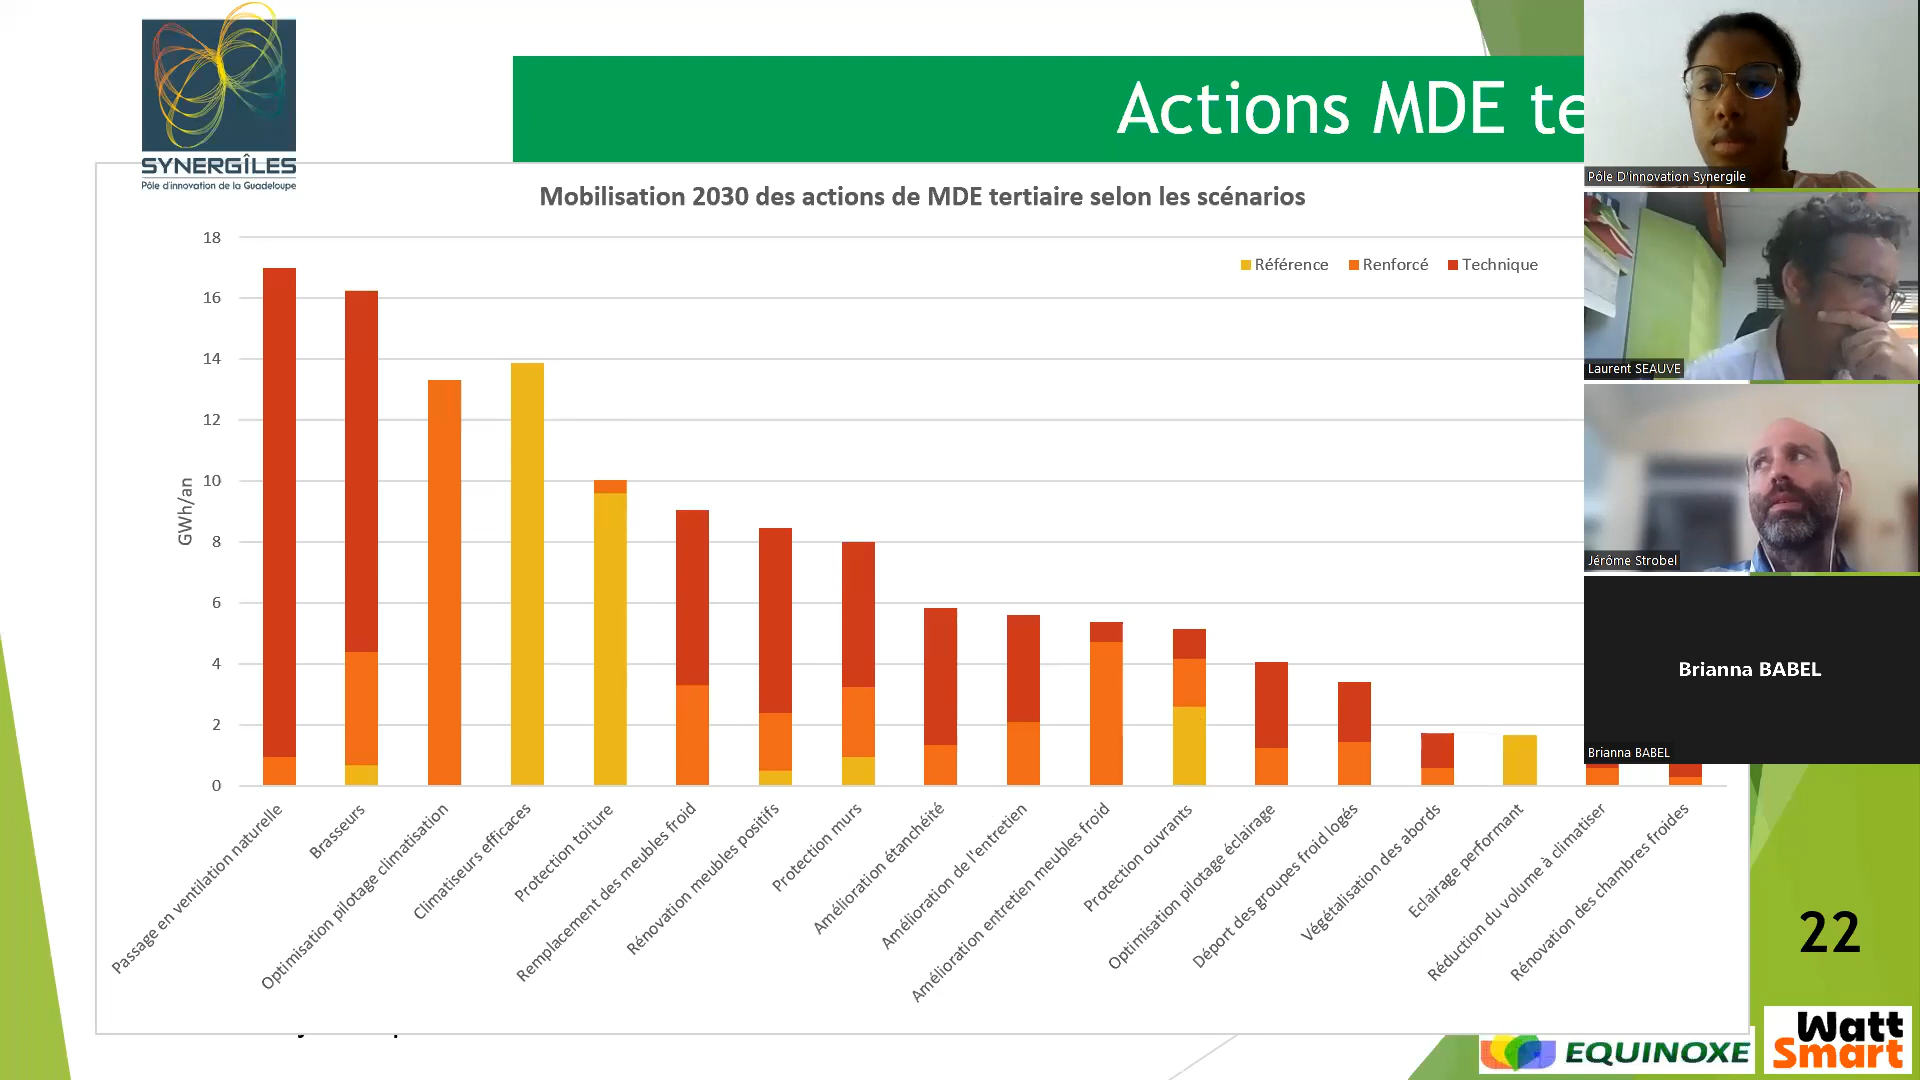 SYNERGÎLES
Pôle d'innovation de la Guadeloupe
Actions MDE te
Mobilisation 2030 des actions de MDE tertiaire selon les scénarios
Référence
Renforcé
Technique
GWh/an
18
16
14
12
10
8
6
4
2
0
Passage en ventilation naturelle
Brasseurs
Optimisation pilotage climatisation
Climatiseurs efficaces
Protection toiture
Remplacement des meubles froid
Rénovation meubles positifs
Protection murs
Amélioration étanchéité
Amélioration de l'entretien
Amélioration entretien meubles froid
Protection ouvrants
Optimisation pilotage éclairage
Déport des groupes froid logés
Végétalisation des abords
Eclairage performant
Réduction du volume à climatiser
Rénovation des chambres froides
Pôle D'innovation Synergile
Laurent SEAUVE
Jérôme Strobel
Brianna BABEL
Brianna BABEL
22
EQUINOXE
Watt
Smart